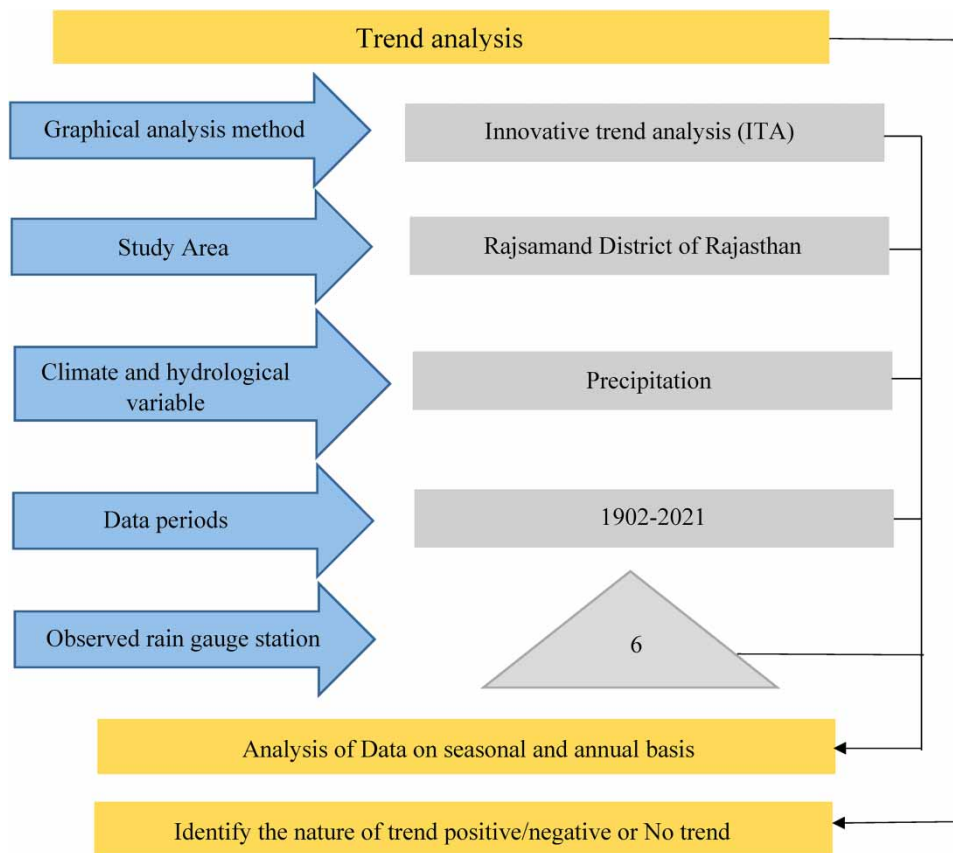 Trend analysis
Graphical analysis method
Innovative trend analysis (ITA)
Study Area
Rajsamand District of Rajasthan
Climate and hydrological
variable
Precipitation
Data periods
1902-2021
Observed rain gauge station
6
Analysis of Data on seasonal and annual basis
Identify the nature of trend positive/negative or No trend